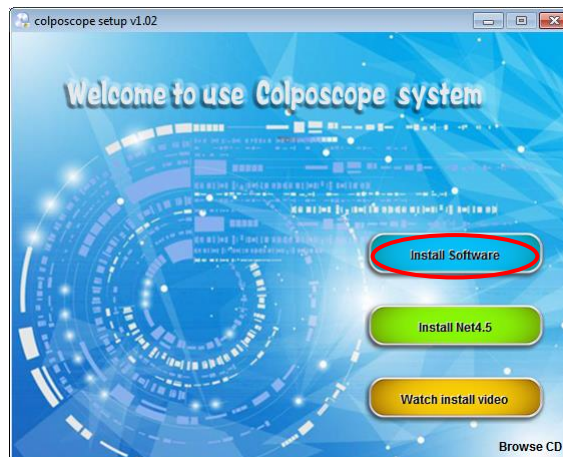 colposcope setup v1.02
Welcome to use Colposcope system
Install Software
Install Net4.5
Watch install video
Browse CD